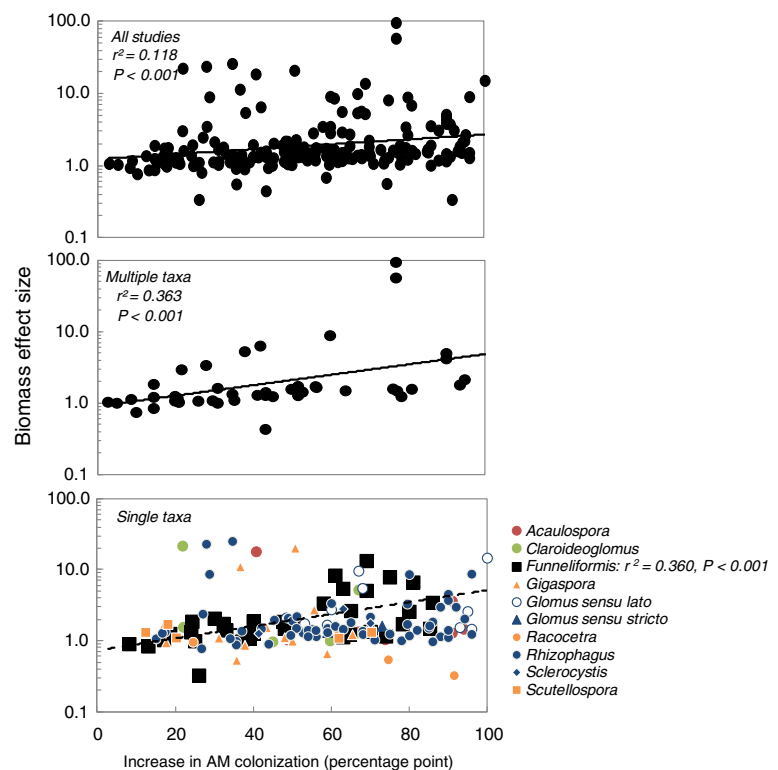 Biomass effect size
100.0
10.0
1.0
0.1
All studies
r² = 0.118
P < 0.001
100.0
10.0
1.0
0.1
Multiple taxa
r² = 0.363
P < 0.001
100.0
10.0
1.0
0.1
Single taxa
0 20 40 60 80 100
Increase in AM colonization (percentage point)
Acaulospora
Claroideoglomus
Funneliformis: r² = 0.360, P < 0.001
Gigaspora
Glomus sensu lato
Glomus sensu stricto
Racocetra
Rhizophagus
Sclerocystis
Scutellospora